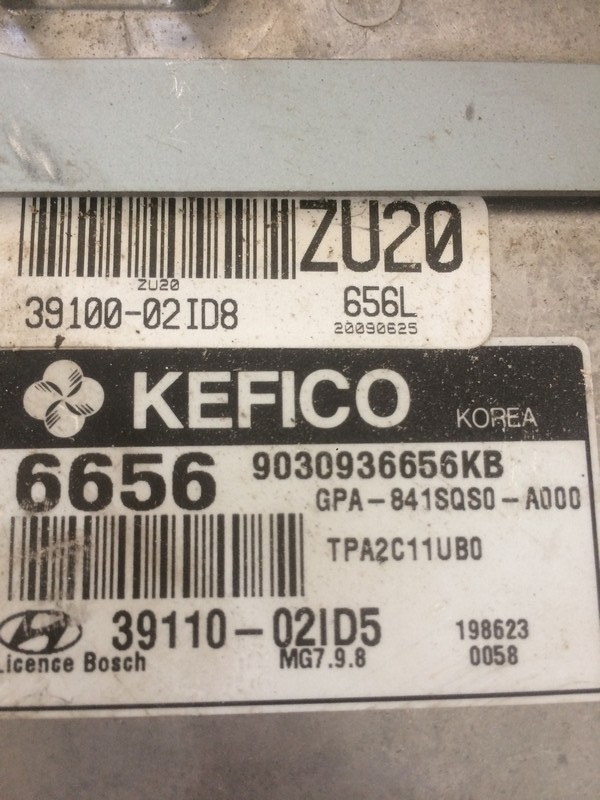 ZU20
ZU20
39100-02ID8
656L
20090625
KEFICO
KOREA
6656
9030936656KB
GPA-841SQS0-A000
TPA2C11UB0
39110-02ID5
198623
Licence Bosch
MG7.9.8
0058